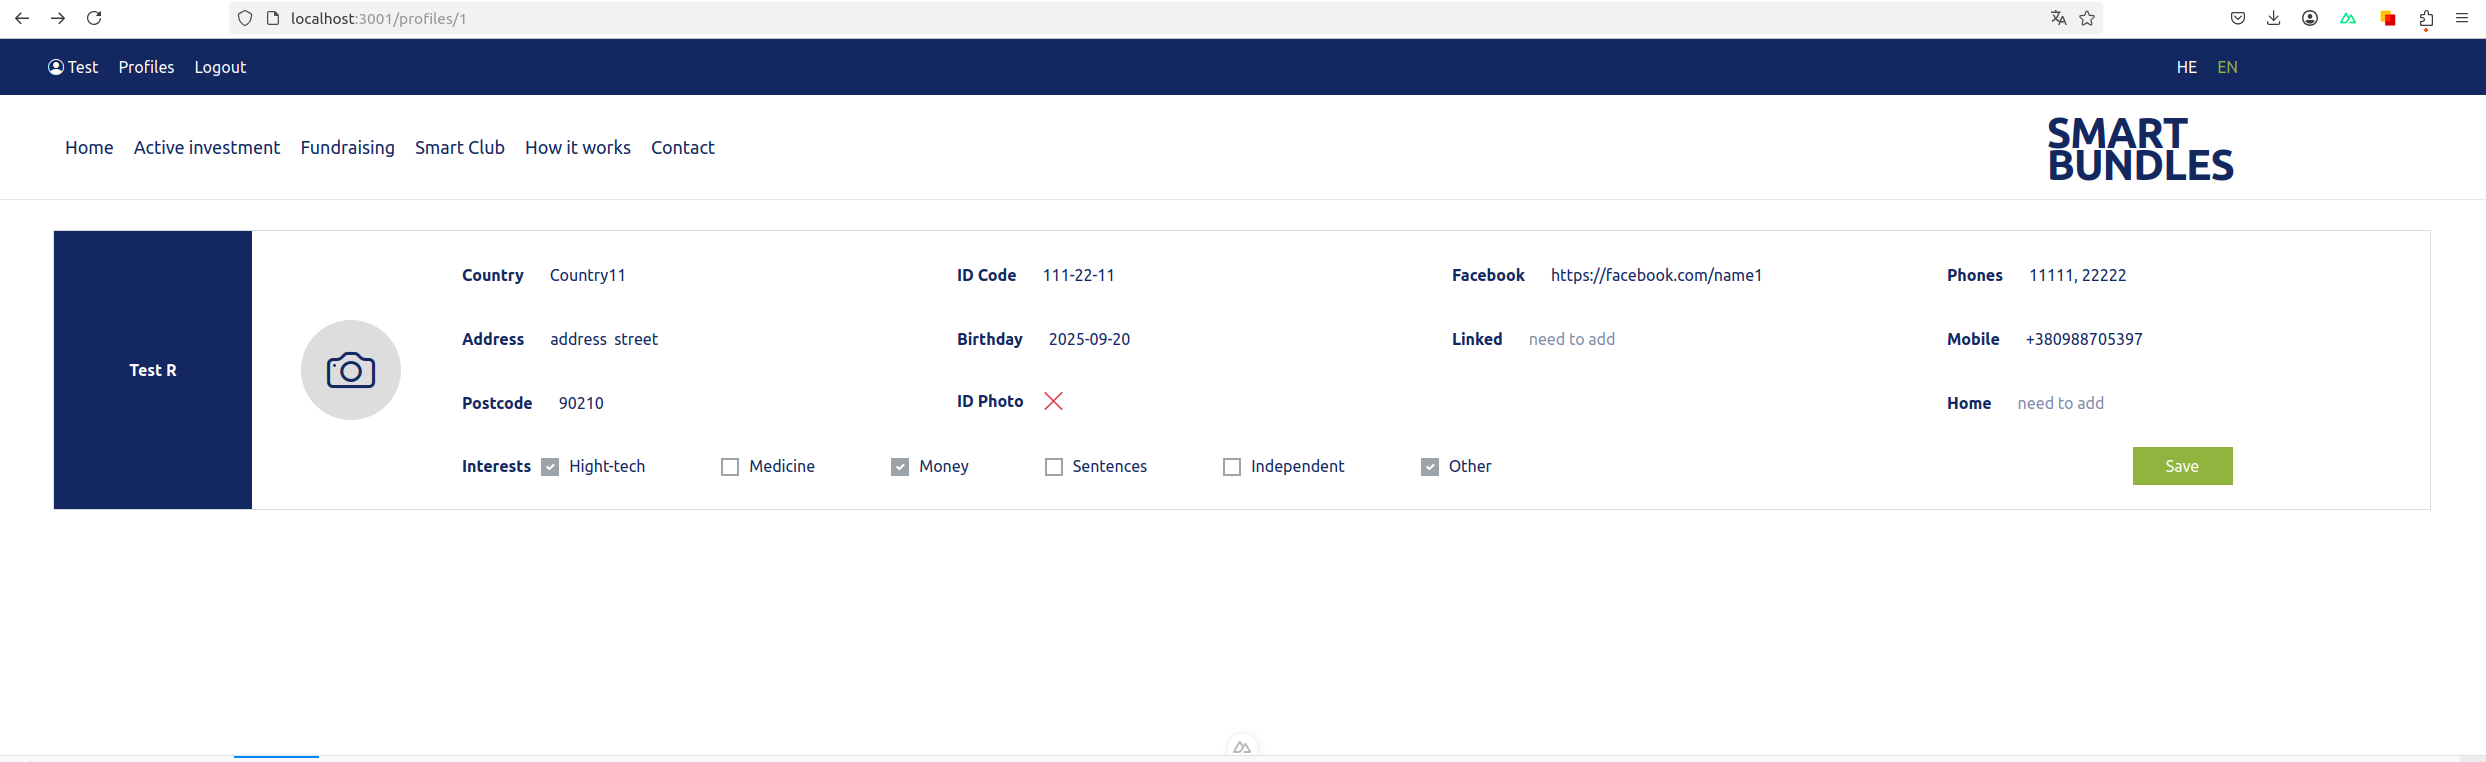 localhost:3001/profiles/1
Test Profiles Logout HE EN
Home Active investment Fundraising Smart Club How it works Contact
SMART
BUNDLES
Test R
Country Country11 ID Code 111-22-11 Facebook https://facebook.com/name1 Phones 11111, 22222
Address address street Birthday 2025-09-20 Linked need to add Mobile +380988705397
Postcode 90210 ID Photo Home need to add
Interests Hight-tech Medicine Money Sentences Independent Other Save